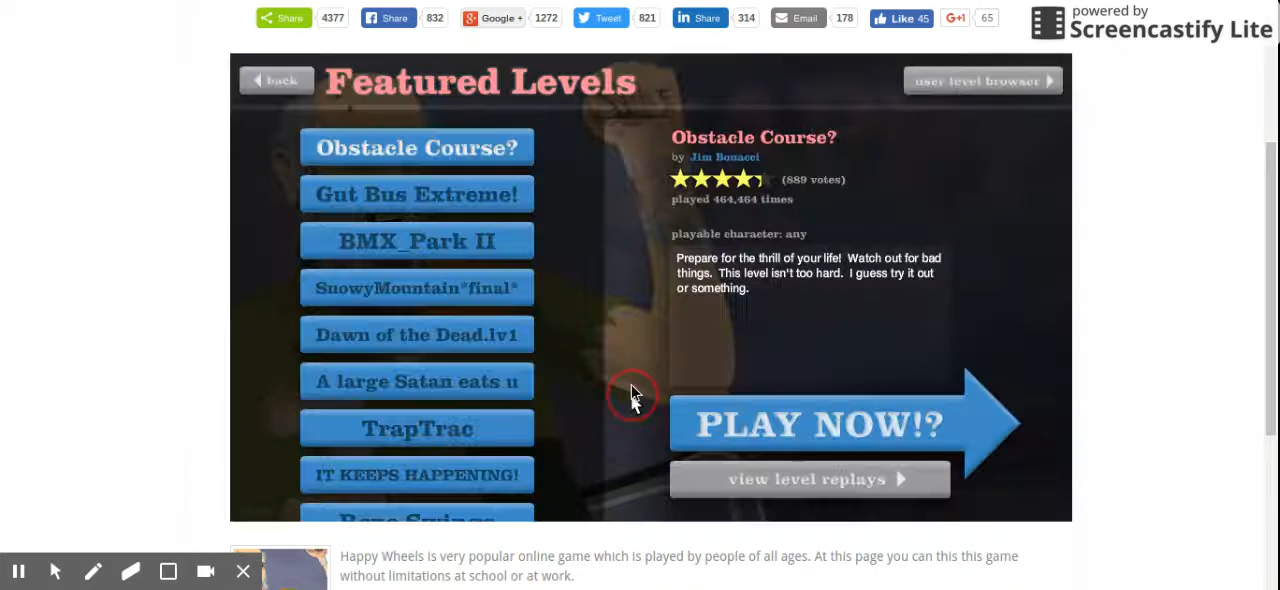 Share 4377 Share 832 Google + 1272 Tweet 821 Share 314 Email 178 Like 45 G+1 65
powered by
Screencastify Lite
back Featured Levels user level browser
Obstacle Course?
Gut Bus Extreme!
BMX_Park II
SnowyMountain*final*
Dawn of the Dead.lv1
A large Satan eats u
TrapTrac
IT KEEPS HAPPENING!
Obstacle Course?
by Jim Bonacci
(889 votes)
played 464,464 times
playable character: any
Prepare for the thrill of your life! Watch out for bad
things. This level isn't too hard. I guess try it out
or something.
PLAY NOW!?
view level replays
Happy Wheels is very popular online game which is played by people of all ages. At this page you can this this game
without limitations at school or at work.